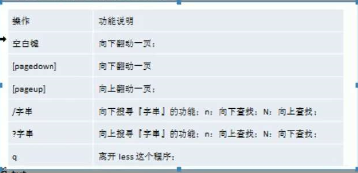 操作 功能说明
空白键 向下翻动一页;
[pagedown] 向下翻动一页
[pageup] 向上翻动一页;
/字串 向下搜寻『字串』的功能; n: 向下查找; N: 向上查找;
?字串 向上搜寻『字串』的功能; n: 向上查找; N: 向下查找;
q 离开 less 这个程序;